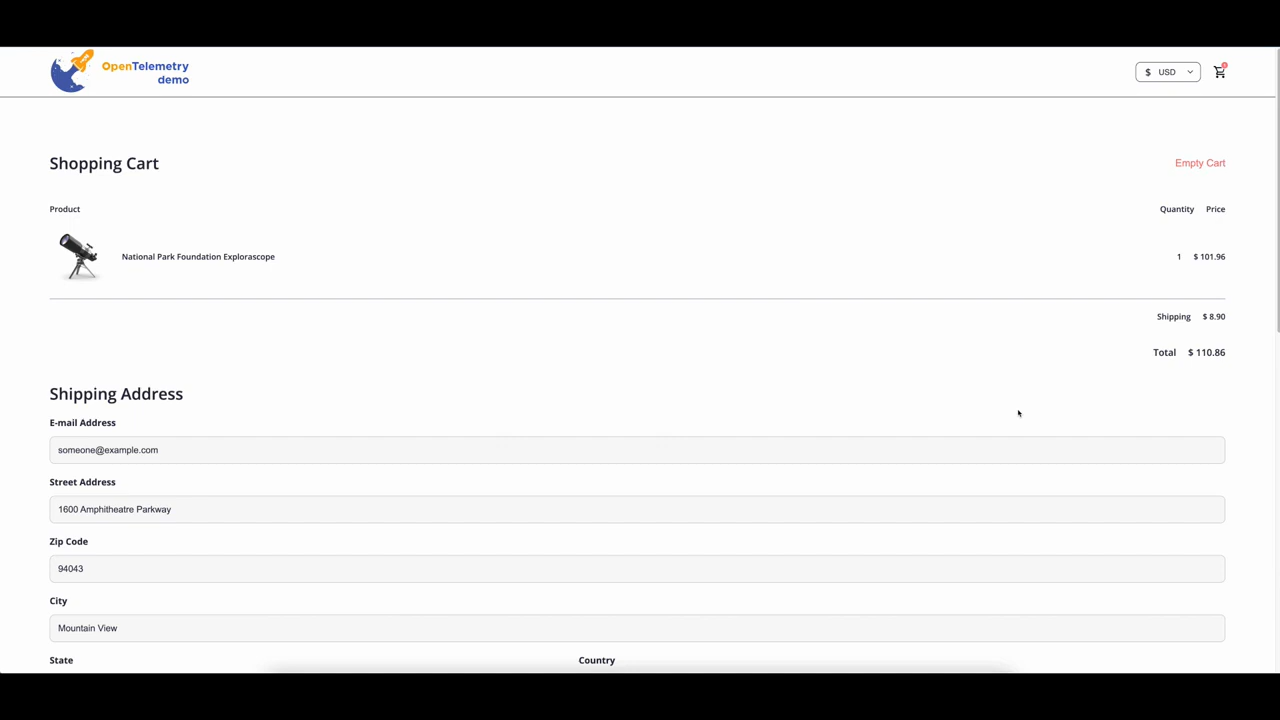 OpenTelemetry
demo
$ USD
Shopping Cart
Empty Cart
Product Quantity Price
National Park Foundation Explorascope 1 $ 101.96
Shipping $ 8.90
Total $ 110.86
Shipping Address
E-mail Address
someone@example.com
Street Address
1600 Amphitheatre Parkway
Zip Code
94043
City
Mountain View
State Country